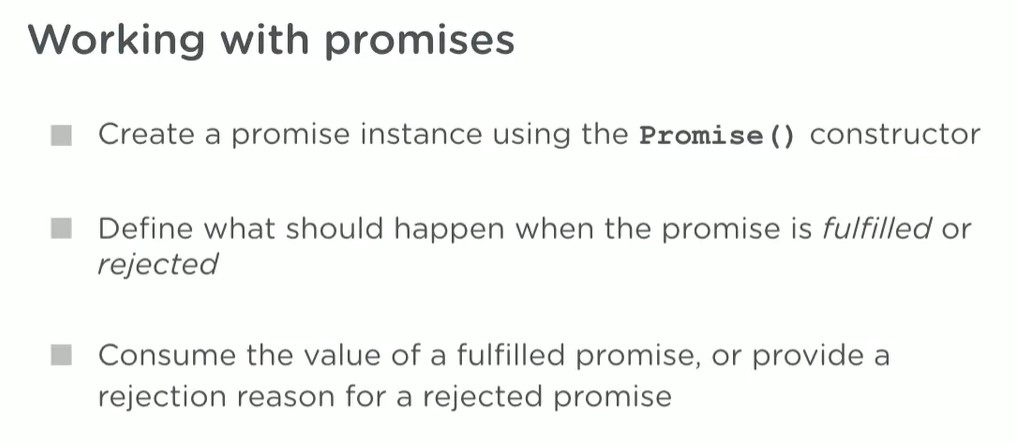 Working with promises
Create a promise instance using the Promise() constructor
Define what should happen when the promise is fulfilled or
rejected
Consume the value of a fulfilled promise, or provide a
rejection reason for a rejected promise